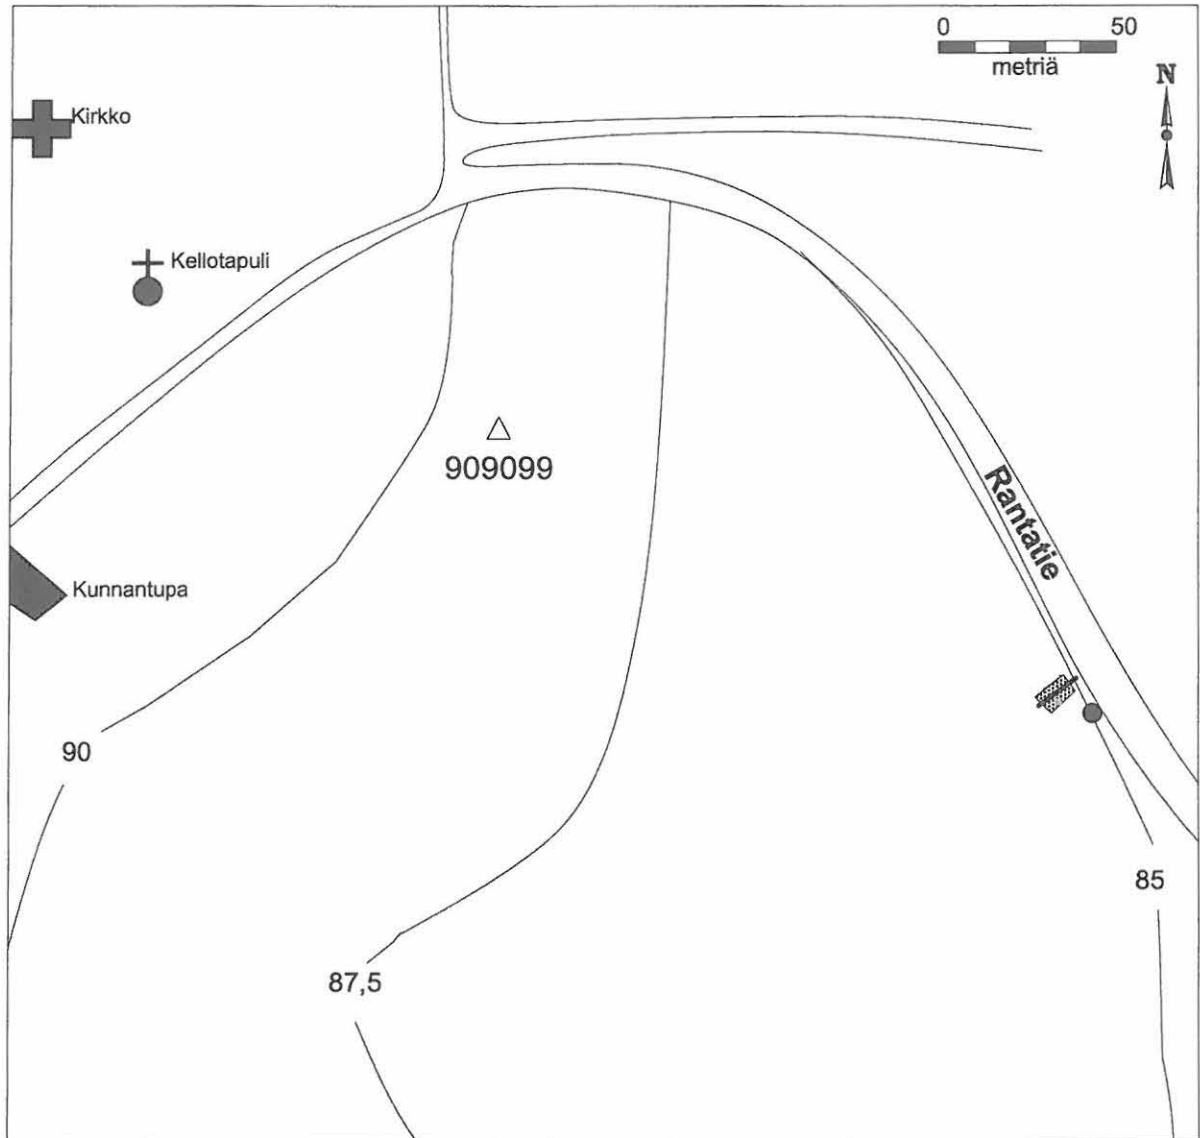 0 50
metriä
N
Kirkko
Kellotapuli
909099
Rantatie
Kunnantupa
90
85
87,5